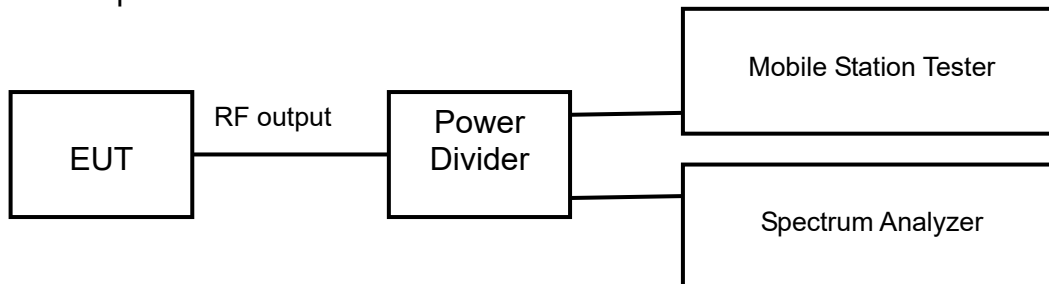 Mobile Station Tester
RF output
Power
Divider
EUT
Spectrum Analyzer